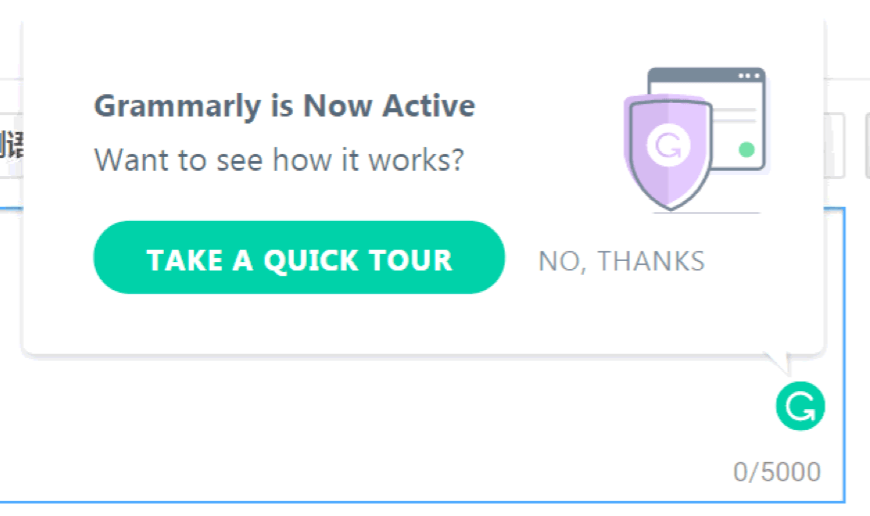 Grammarly is Now Active
Want to see how it works?
TAKE A QUICK TOUR
NO, THANKS
0/5000